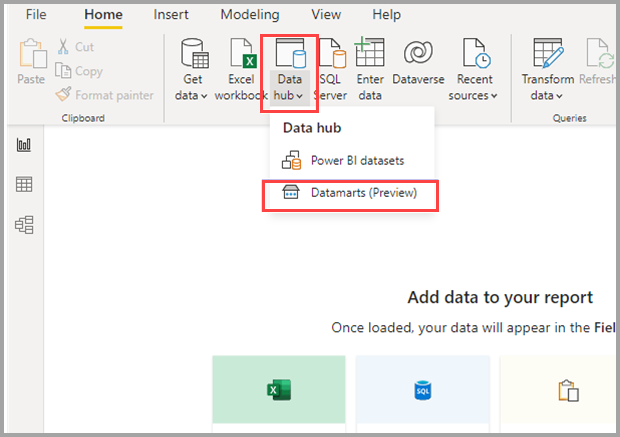 File Home Insert Modeling View Help
Paste
Cut
Copy
Format painter
Clipboard
Get
data
Excel
workbook
Data
hub
SQL
Server
Enter
data
Dataverse
Recent
sources
Transform
data
Refresh
Queries
Data hub
Power BI datasets
Datamarts (Preview)
Add data to your report
Once loaded, your data will appear in the Fiel
SQL